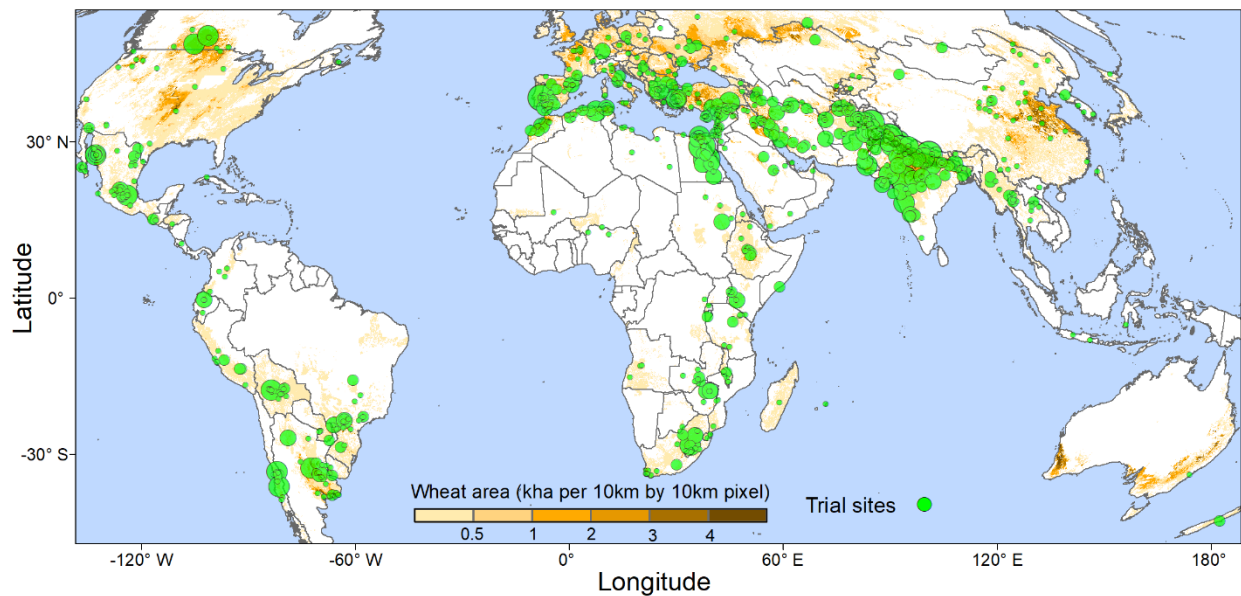 Latitude
30° N
0°
-30° S
Wheat area (kha per 10km by 10km pixel)
0.5 1 2 3 4
Trial sites
-120° W -60° W 0° 60° E 120° E 180°
Longitude